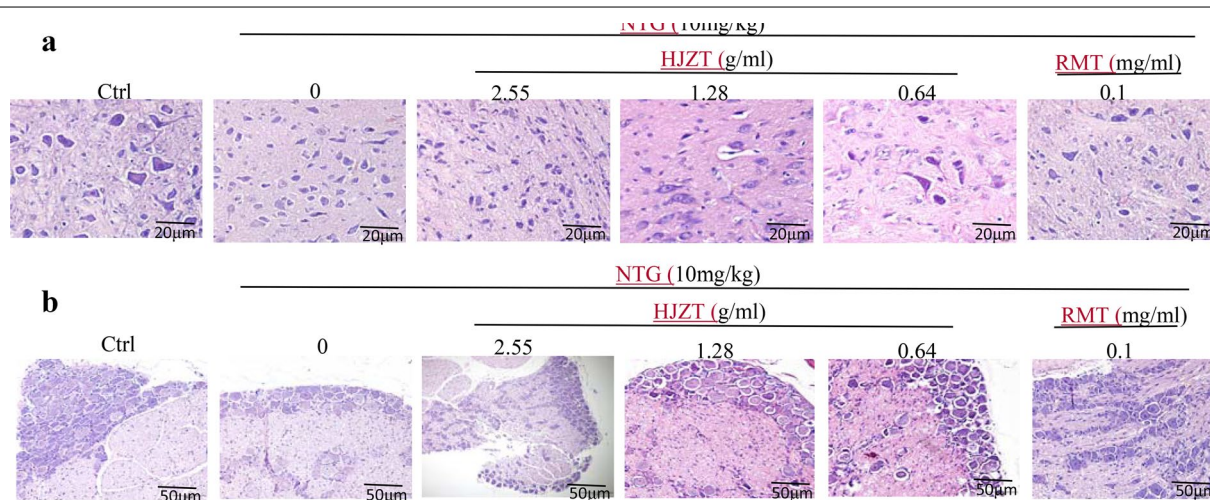 a
NTG (10mg/kg)
HJZT (g/ml) RMT (mg/ml)
Ctrl 0 2.55 1.28 0.64 0.1
20μm 20μm 20μm 20μm 20μm 20μm
NTG (10mg/kg)
b
HJZT (g/ml) RMT (mg/ml)
Ctrl 0 2.55 1.28 0.64 0.1
50μm 50μm 50μm 50μm 50μm 50μm